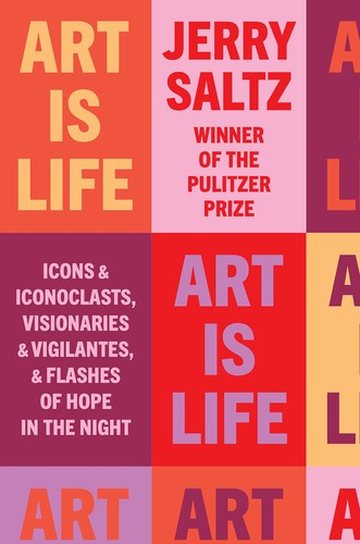 ART
IS
LIFE
JERRY
SALTZ
WINNER
OF THE
PULITZER
PRIZE
A
I
L
ICONS &
ICONOCLASTS,
VISIONARIES
& VIGILANTES,
& FLASHES
OF HOPE
IN THE NIGHT
ART
IS
LIFE
A
I
L
ART
ART
A